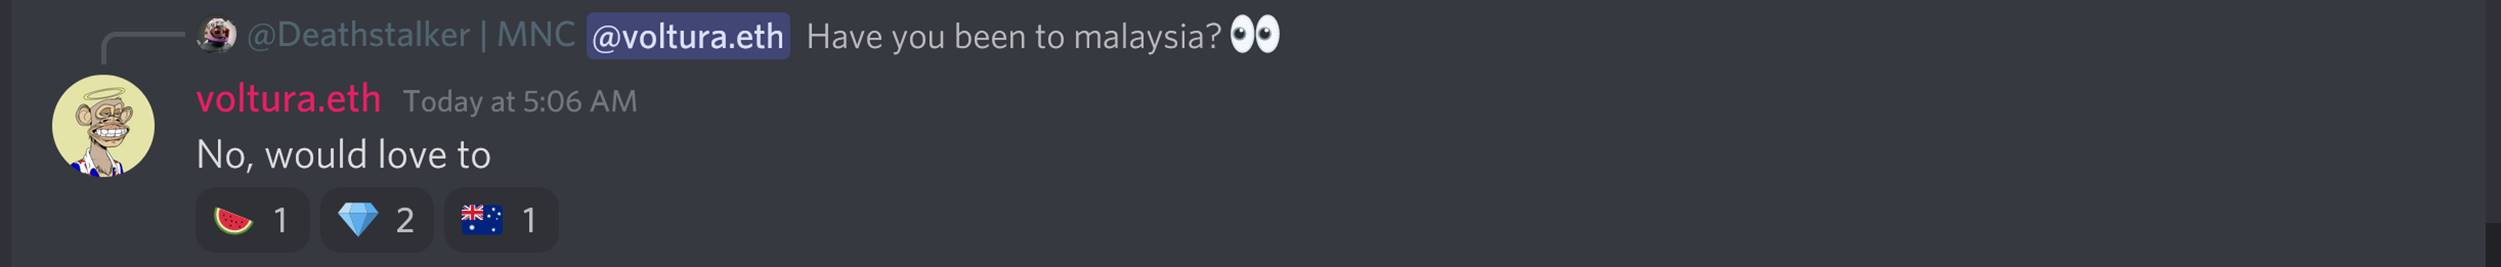 @Deathstalker | MNC @voltura.eth Have you been to malaysia? 👀
voltura.eth Today at 5:06 AM
No, would love to
🍉 1 💎 2 🇦🇺 1